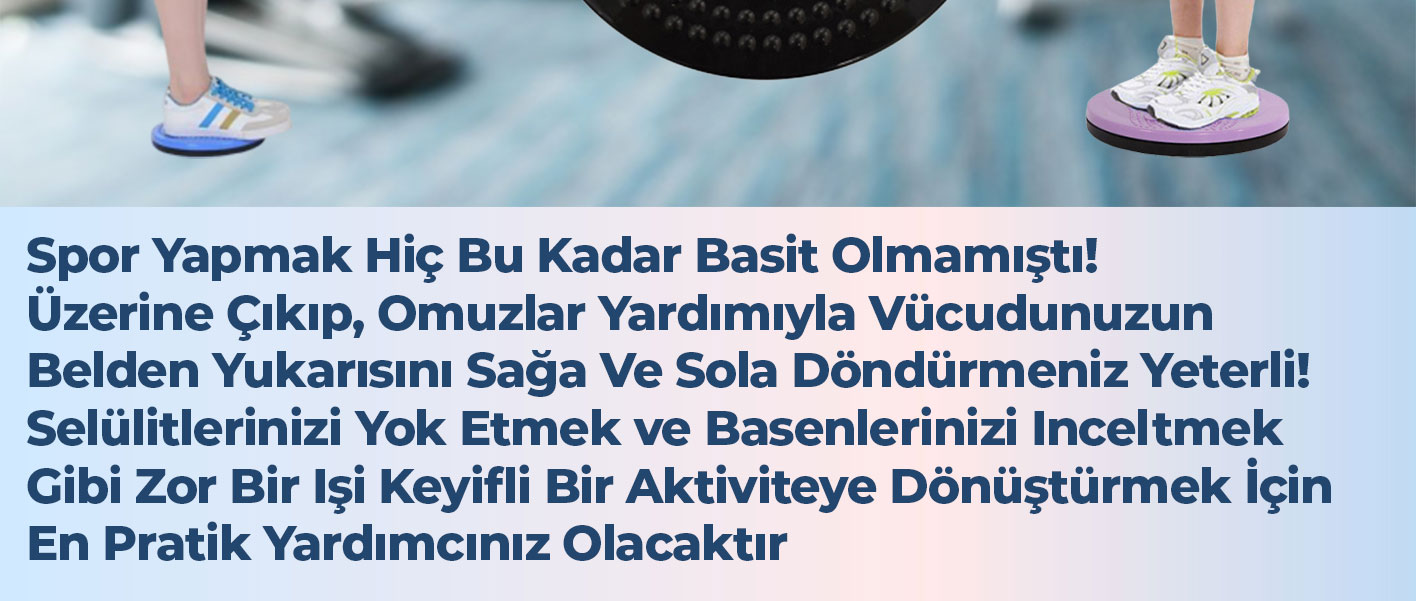 Spor Yapmak Hiç Bu Kadar Basit Olmamıştı!
Üzerine Çıkıp, Omuzlar Yardımıyla Vücudunuzun
Belden Yukarısını Sağa Ve Sola Döndürmeniz Yeterli!
Selülitlerinizi Yok Etmek ve Basenlerinizi Inceltmek
Gibi Zor Bir Işi Keyifli Bir Aktiviteye Dönüştürmek İçin
En Pratik Yardımcınız Olacaktır